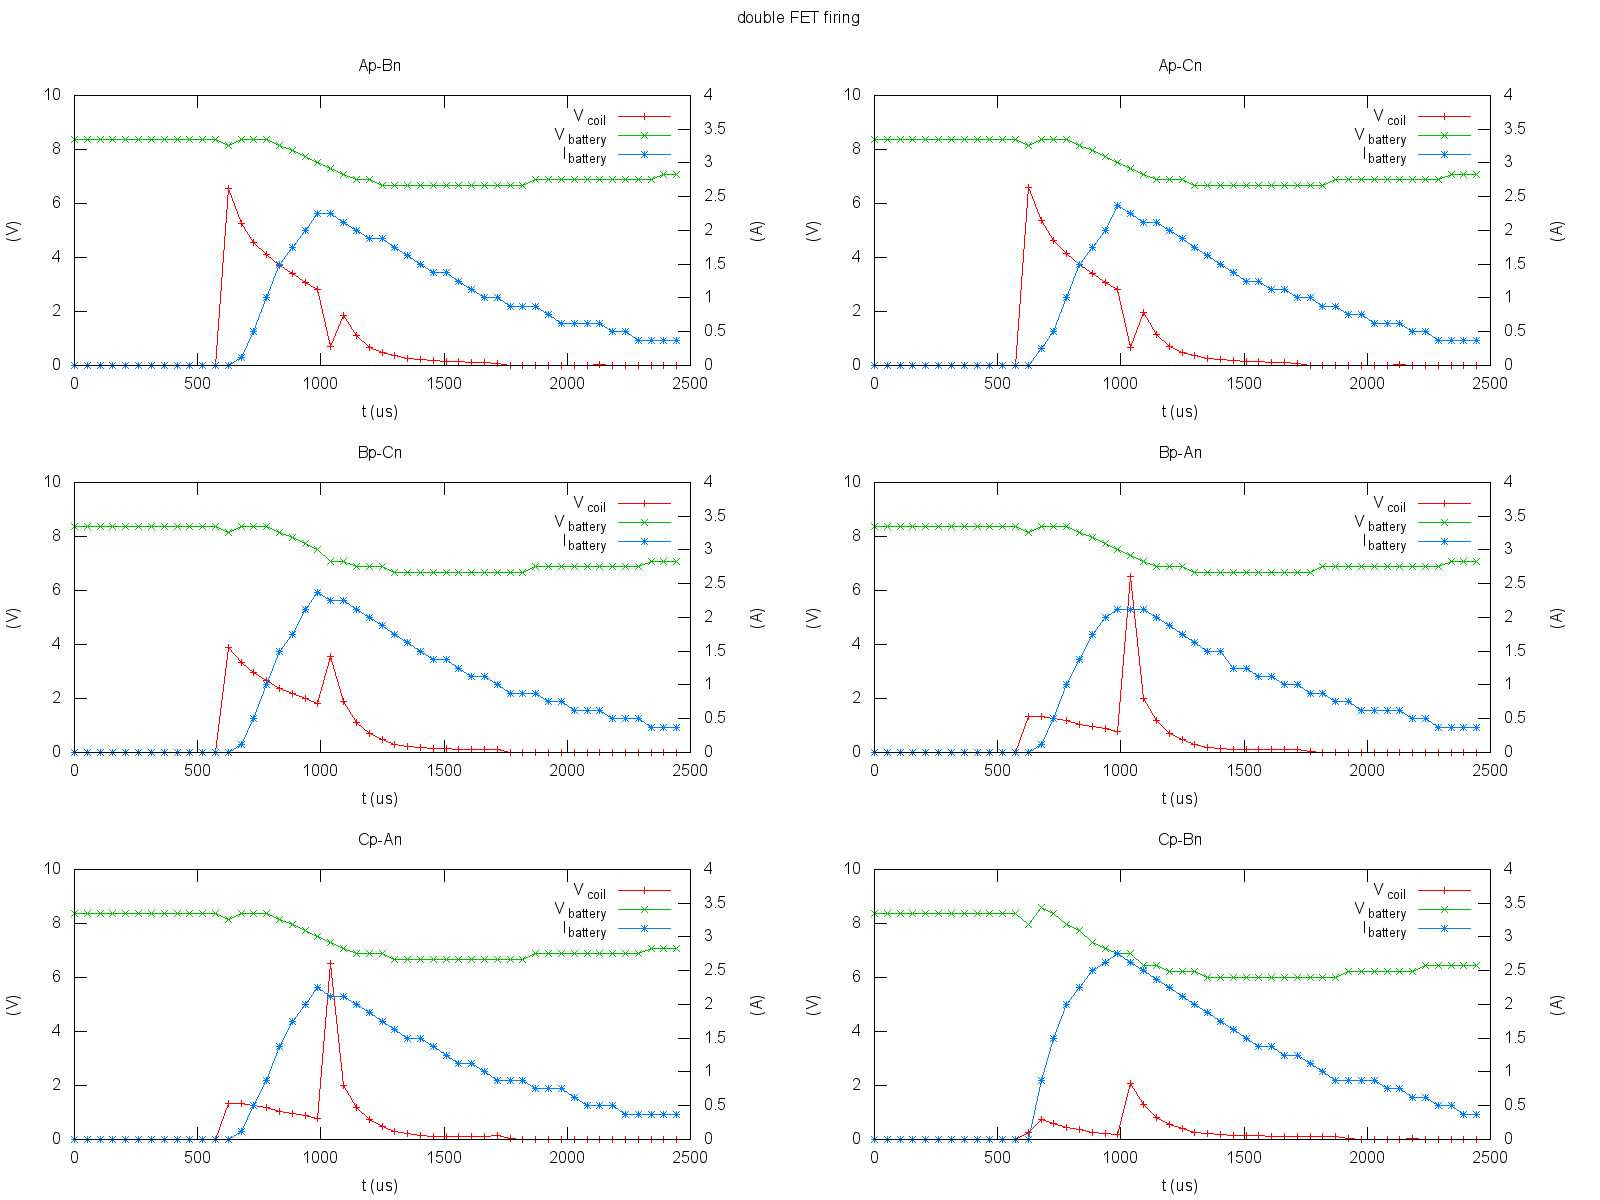 double FET firing
Ap-Bn
10
8
6
4
2
0
(V)
4
3.5
3
2.5
2
1.5
1
0.5
0
(A)
V coil
V battery
I battery
0 500 1000 1500 2000 2500
t (us)
Ap-Cn
10
8
6
4
2
0
(V)
4
3.5
3
2.5
2
1.5
1
0.5
0
(A)
V coil
V battery
I battery
0 500 1000 1500 2000 2500
t (us)
Bp-Cn
10
8
6
4
2
0
(V)
4
3.5
3
2.5
2
1.5
1
0.5
0
(A)
V coil
V battery
I battery
0 500 1000 1500 2000 2500
t (us)
Bp-An
10
8
6
4
2
0
(V)
4
3.5
3
2.5
2
1.5
1
0.5
0
(A)
V coil
V battery
I battery
0 500 1000 1500 2000 2500
t (us)
Cp-An
10
8
6
4
2
0
(V)
4
3.5
3
2.5
2
1.5
1
0.5
0
(A)
V coil
V battery
I battery
0 500 1000 1500 2000 2500
t (us)
Cp-Bn
10
8
6
4
2
0
(V)
4
3.5
3
2.5
2
1.5
1
0.5
0
(A)
V coil
V battery
I battery
0 500 1000 1500 2000 2500
t (us)